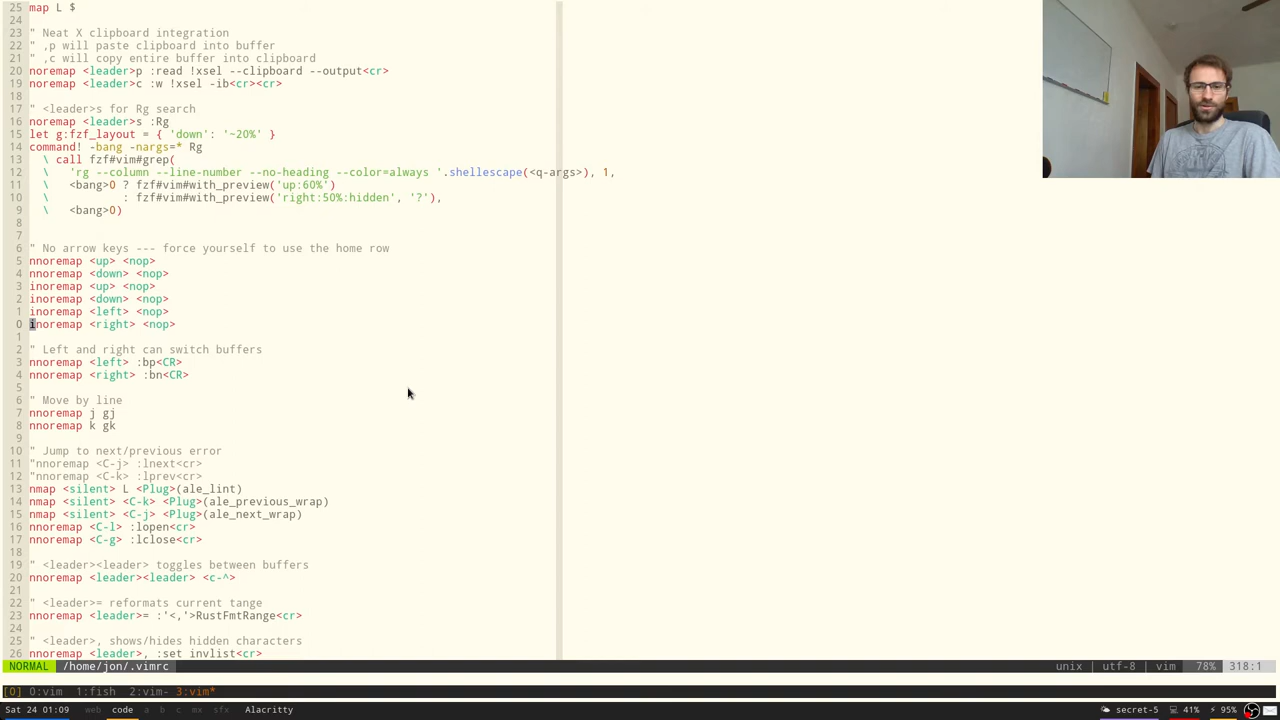 25 map L $
24
23 " Neat X clipboard integration
22 " ,p will paste clipboard into buffer
21 " ,c will copy entire buffer into clipboard
20 noremap <leader>p :read !xsel --clipboard --output<cr>
19 noremap <leader>c :w !xsel -ib<cr><cr>
18
17 " <leader>s for Rg search
16 noremap <leader>s :Rg
15 let g:fzf_layout = { 'down': '~20%' }
14 command! -bang -nargs=* Rg
13   \ call fzf#vim#grep(
12   \   'rg --column --line-number --no-heading --color=always '.shellescape(<q-args>), 1,
11   \   <bang>0 ? fzf#vim#with_preview('up:60%')
10   \           : fzf#vim#with_preview('right:50%:hidden', '?'),
9   \   <bang>0)
8
7
6 " No arrow keys --- force yourself to use the home row
5 nnoremap <up> <nop>
4 nnoremap <down> <nop>
3 inoremap <up> <nop>
2 inoremap <down> <nop>
1 inoremap <left> <nop>
0 inoremap <right> <nop>
1
2 " Left and right can switch buffers
3 nnoremap <left> :bp<CR>
4 nnoremap <right> :bn<CR>
5
6 " Move by line
7 nnoremap j gj
8 nnoremap k gk
9
10 " Jump to next/previous error
11 "nnoremap <C-j> :lnext<cr>
12 "nnoremap <C-k> :lprev<cr>
13 nmap <silent> L <Plug>(ale_lint)
14 nmap <silent> <C-k> <Plug>(ale_previous_wrap)
15 nmap <silent> <C-j> <Plug>(ale_next_wrap)
16 nnoremap <C-l> :lopen<cr>
17 nnoremap <C-g> :lclose<cr>
18
19 " <leader><leader> toggles between buffers
20 nnoremap <leader><leader> <c-^>
21
22 " <leader>= reformats current tange
23 nnoremap <leader>= :'<,'>RustFmtRange<cr>
24
25 " <leader>, shows/hides hidden characters
26 nnoremap <leader>, :set invlist<cr>
NORMAL /home/jon/.vimrc unix | utf-8 | vim 78% 318:1
[0] 0:vim 1:fish 2:vim- 3:vim*
Sat 24 01:09 web code a b c mx sfx Alacritty secret-5 41% 95%